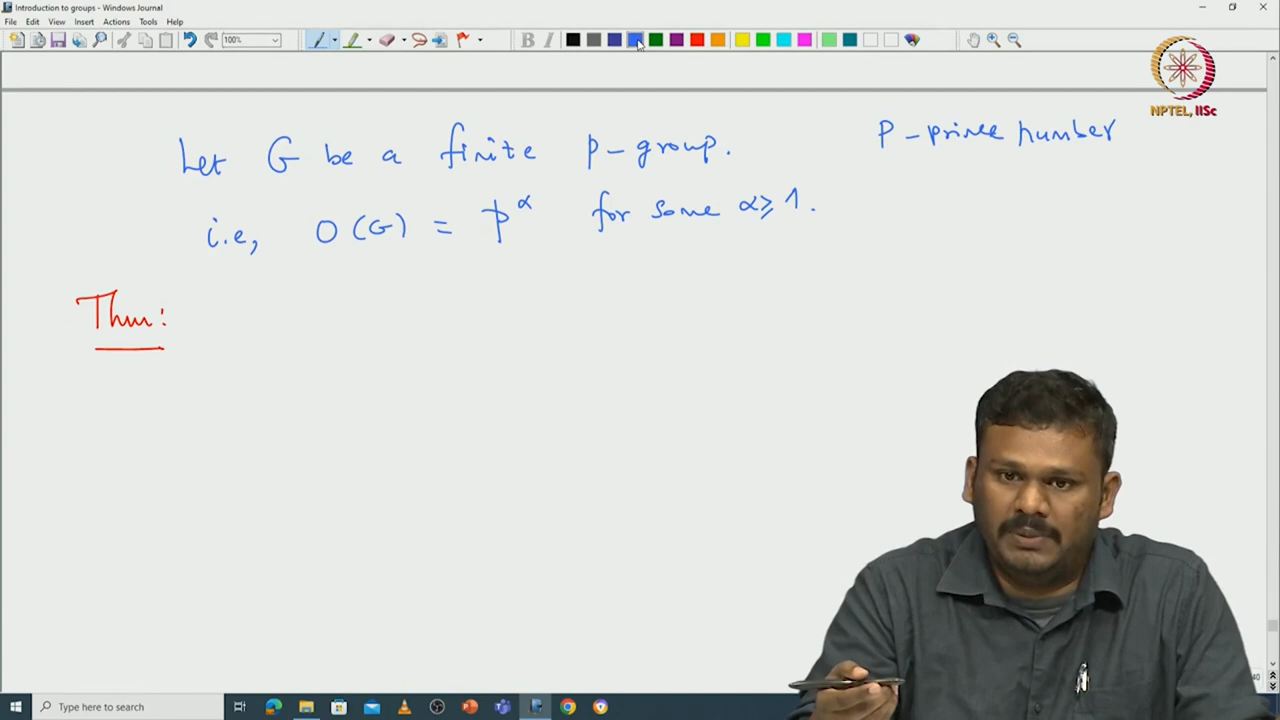 Introduction to groups - Windows Journal
File Edit View Insert Actions Tools Help
100%
B I
NPTEL, IISc
Let G be a finite p-group. P - prime number
i.e, O(G) = p^α for some α ≥ 1.
Thm:
40
Type here to search